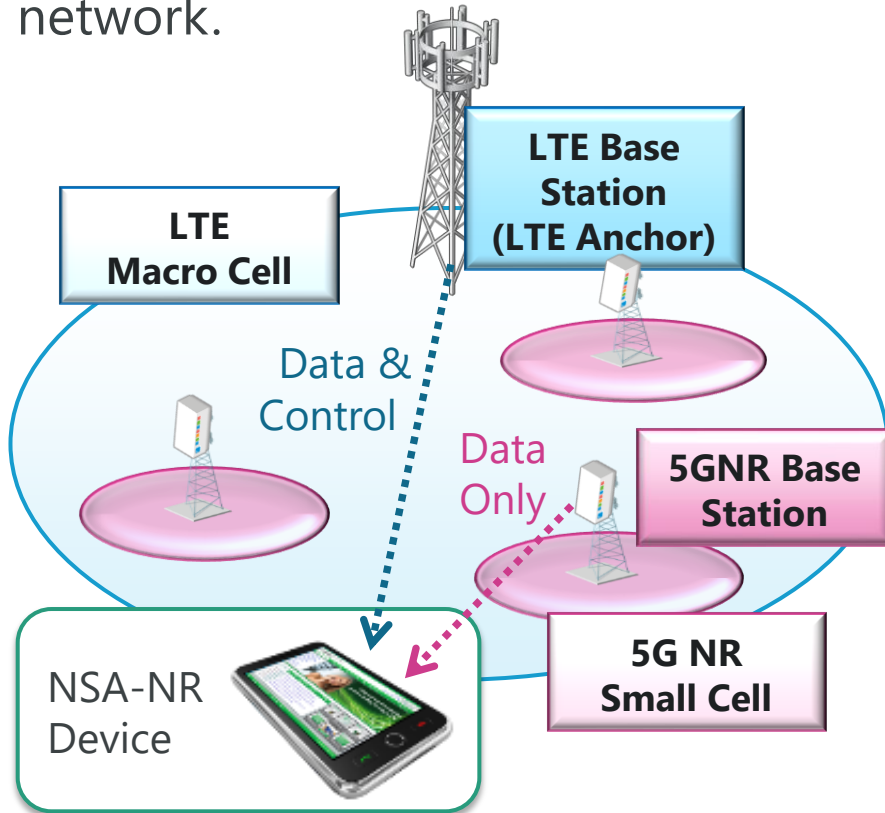 network.
LTE Base
Station
(LTE Anchor)
LTE
Macro Cell
Data &
Control
Data
Only
5GNR Base
Station
5G NR
Small Cell
NSA-NR
Device